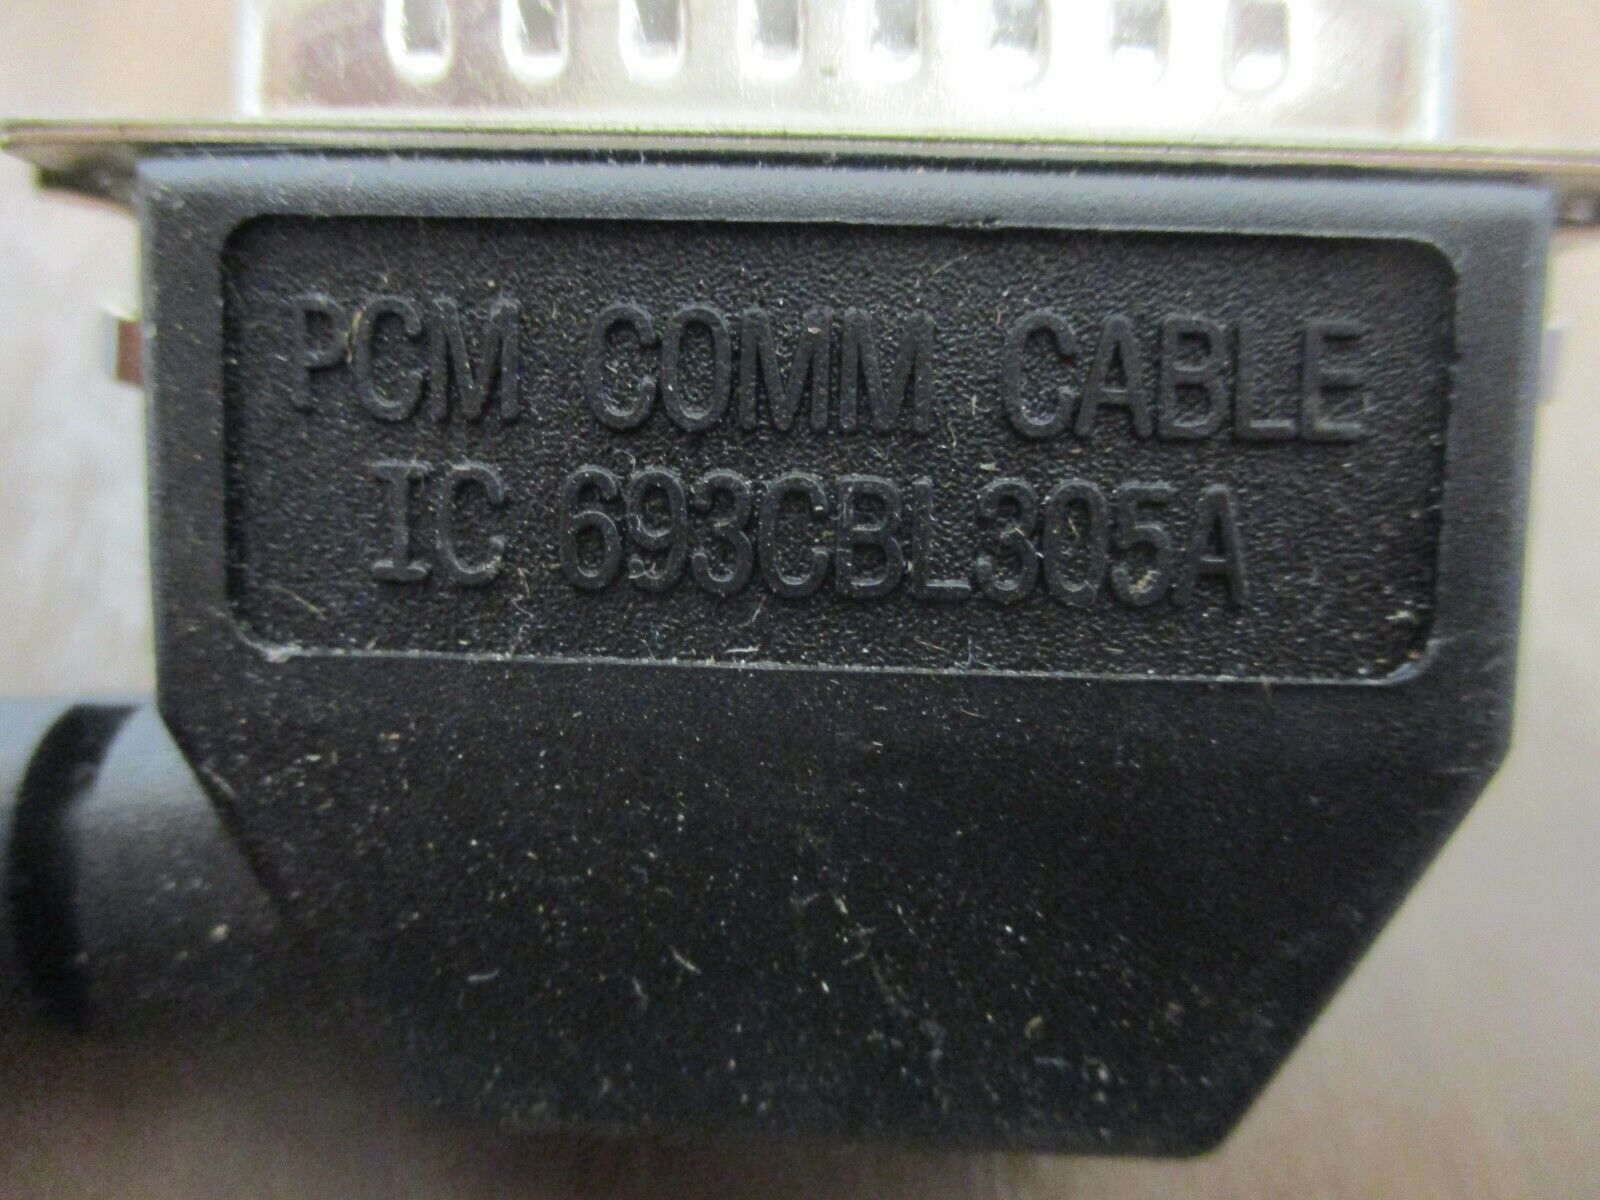 PCM COMM CABLE
IC 693CBL305A